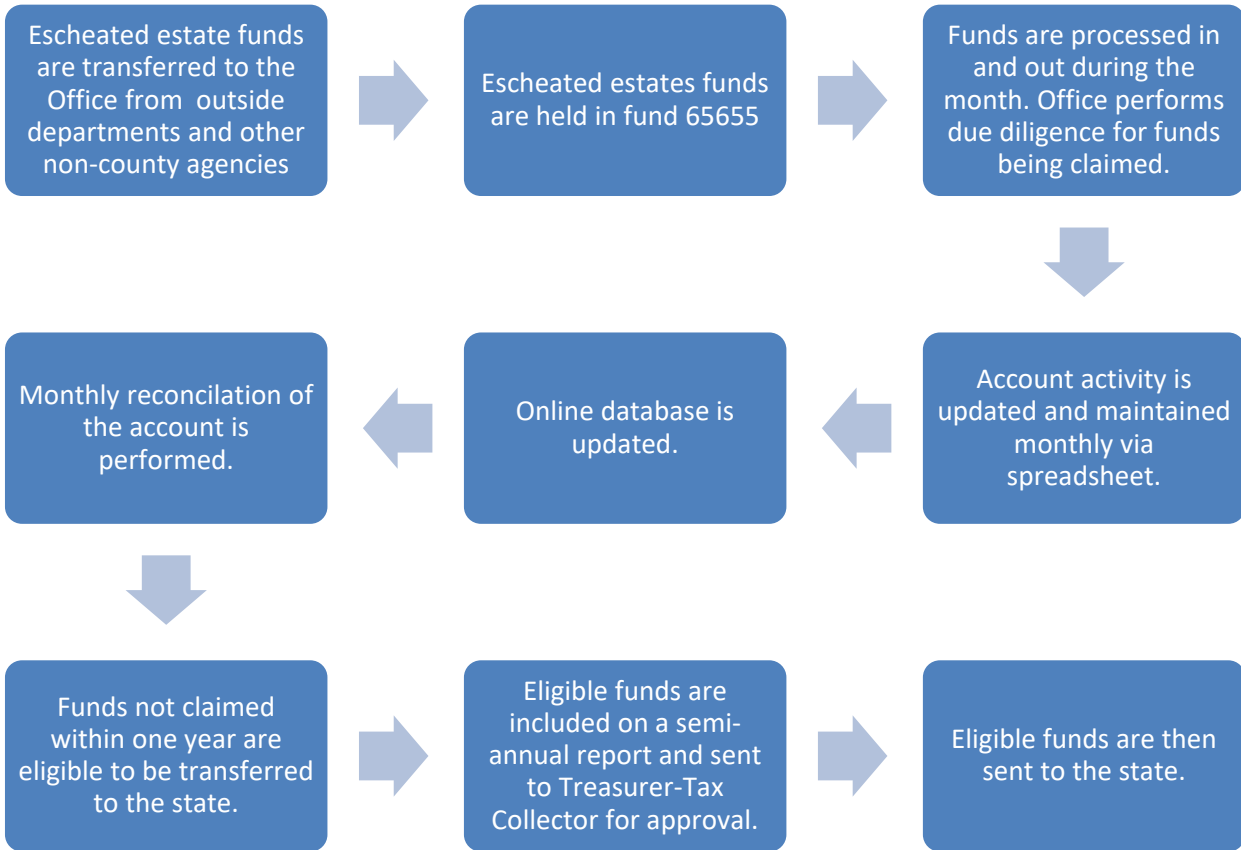 Escheated estate funds
are transferred to the
Office from outside
departments and other
non-county agencies
Escheated estates funds
are held in fund 65655
Funds are processed in
and out during the
month. Office performs
due diligence for funds
being claimed.
Account activity is
updated and maintained
monthly via
spreadsheet.
Online database is
updated.
Monthly reconcilation of
the account is
performed.
Funds not claimed
within one year are
eligible to be transferred
to the state.
Eligible funds are
included on a semi-
annual report and sent
to Treasurer-Tax
Collector for approval.
Eligible funds are then
sent to the state.